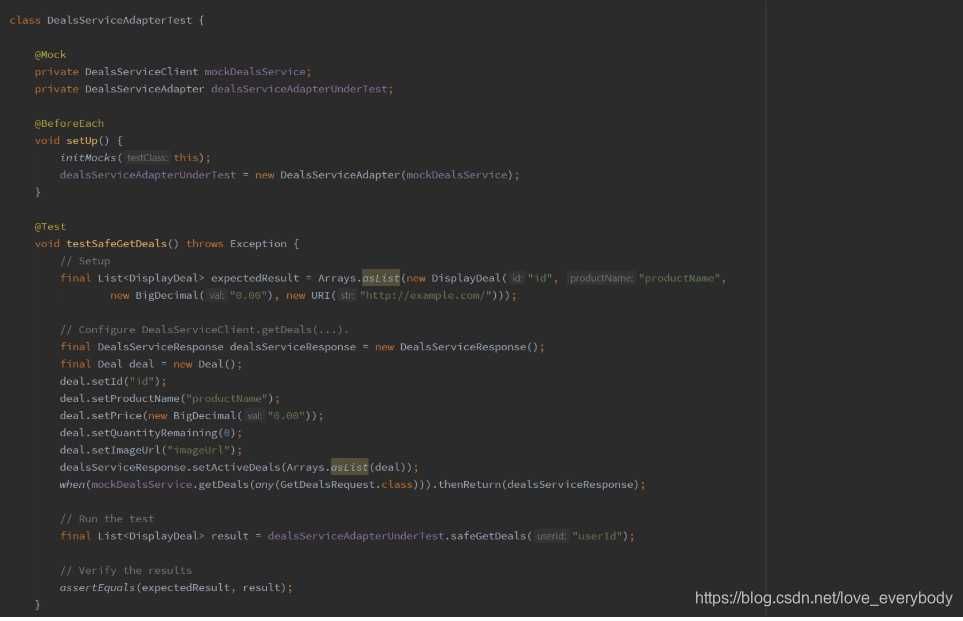 class DealsServiceAdapterTest {
@Mock
private DealsServiceClient mockDealsService;
private DealsServiceAdapter dealsServiceAdapterUnderTest;
@BeforeEach
void setUp() {
initMocks( testClass: this);
dealsServiceAdapterUnderTest = new DealsServiceAdapter(mockDealsService);
}
@Test
void testSafeGetDeals() throws Exception {
// Setup
final List<DisplayDeal> expectedResult = Arrays.asList(new DisplayDeal( id: "id", productName: "productName",
new BigDecimal( val: "0.00"), new URI( str: "http://example.com/")));
// Configure DealsServiceClient.getDeals(...).
final DealsServiceResponse dealsServiceResponse = new DealsServiceResponse();
final Deal deal = new Deal();
deal.setId("id");
deal.setProductName("productName");
deal.setPrice(new BigDecimal( val: "0.00"));
deal.setQuantityRemaining(0);
deal.setImageUrl("imageUrl");
dealsServiceResponse.setActiveDeals(Arrays.asList(deal));
when(mockDealsService.getDeals(any(GetDealsRequest.class))).thenReturn(dealsServiceResponse);
// Run the test
final List<DisplayDeal> result = dealsServiceAdapterUnderTest.safeGetDeals( userId: "userId");
// Verify the results
assertEquals(expectedResult, result);
}
https://blog.csdn.net/love_everybody